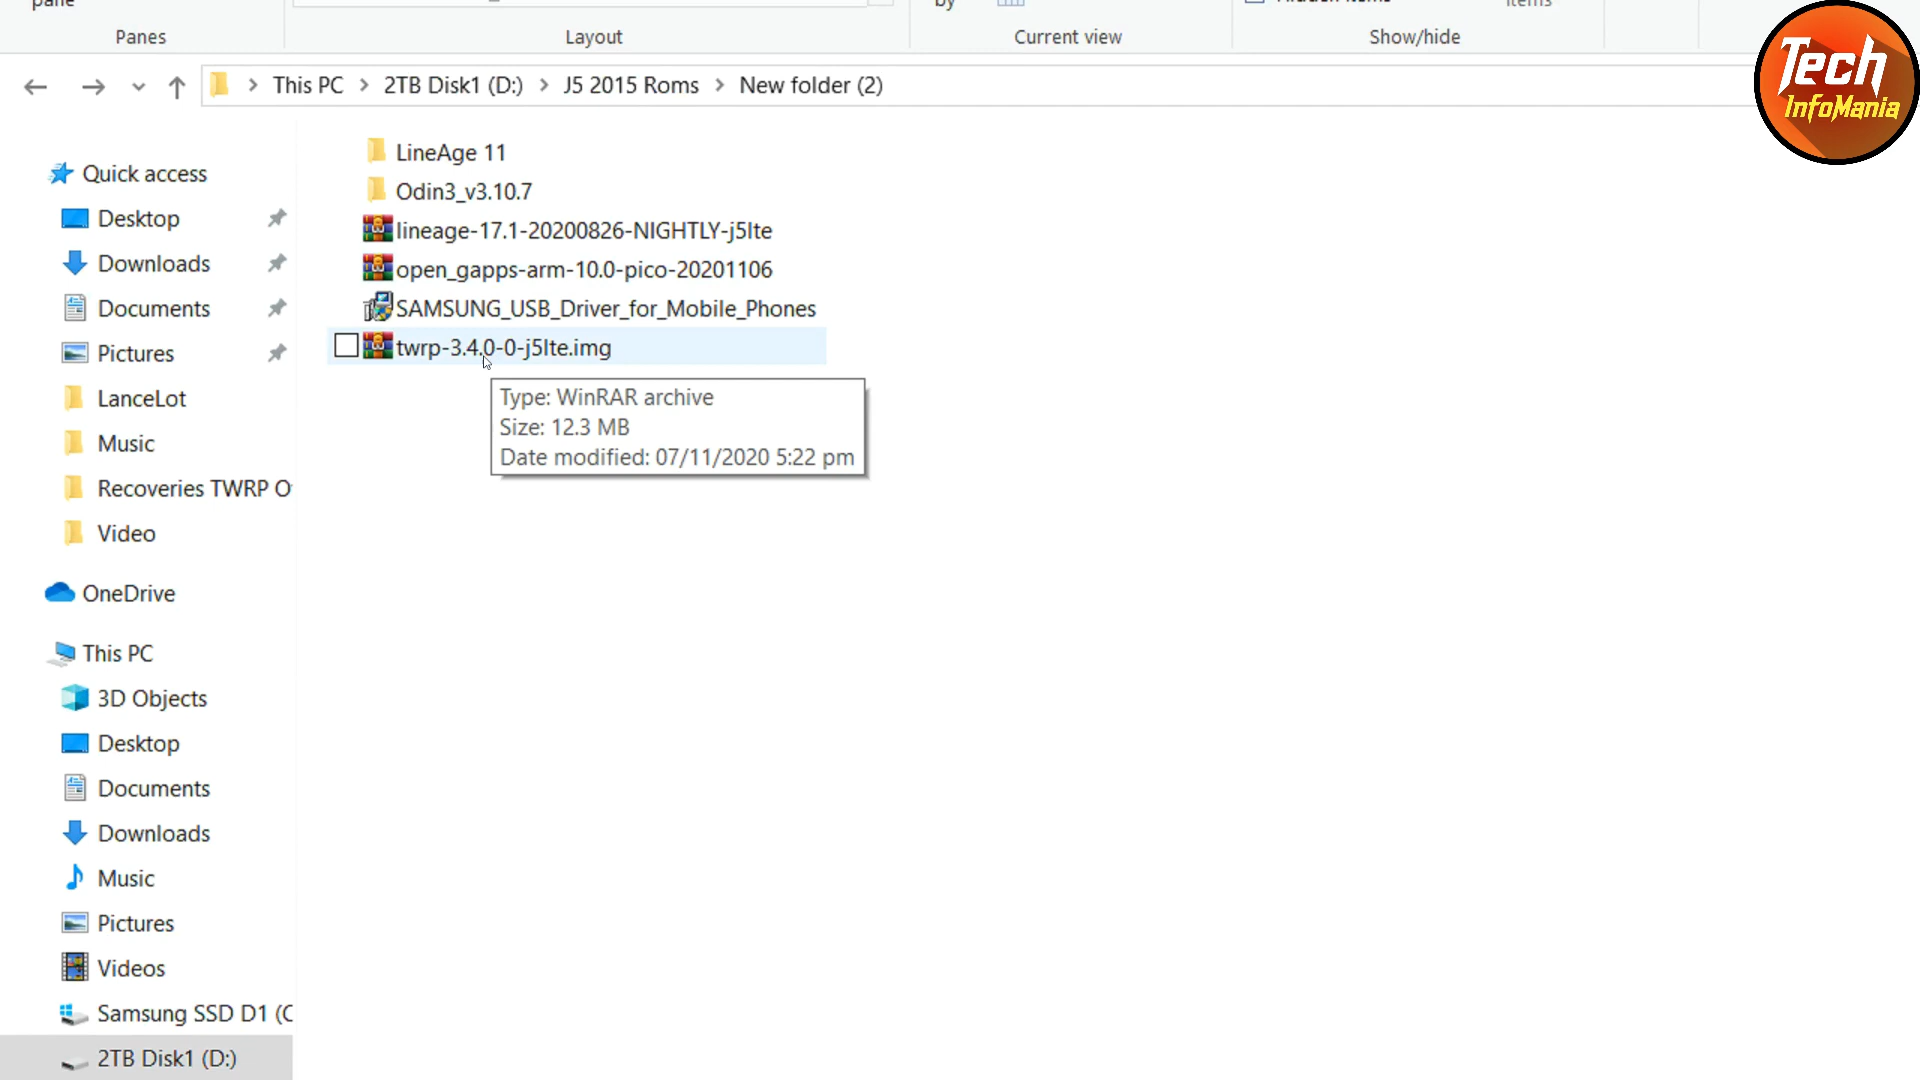 pane
by
Hidden items
items
Panes
Layout
Current view
Show/hide
Tech
InfoMania
This PC
2TB Disk1 (D:)
J5 2015 Roms
New folder (2)
Quick access
Desktop
Downloads
Documents
Pictures
LanceLot
Music
Recoveries TWRP O
Video
OneDrive
This PC
3D Objects
Desktop
Documents
Downloads
Music
Pictures
Videos
Samsung SSD D1 (C
2TB Disk1 (D:)
LineAge 11
Odin3_v3.10.7
lineage-17.1-20200826-NIGHTLY-j5lte
open_gapps-arm-10.0-pico-20201106
SAMSUNG_USB_Driver_for_Mobile_Phones
twrp-3.4.0-0-j5lte.img
Type: WinRAR archive
Size: 12.3 MB
Date modified: 07/11/2020 5:22 pm